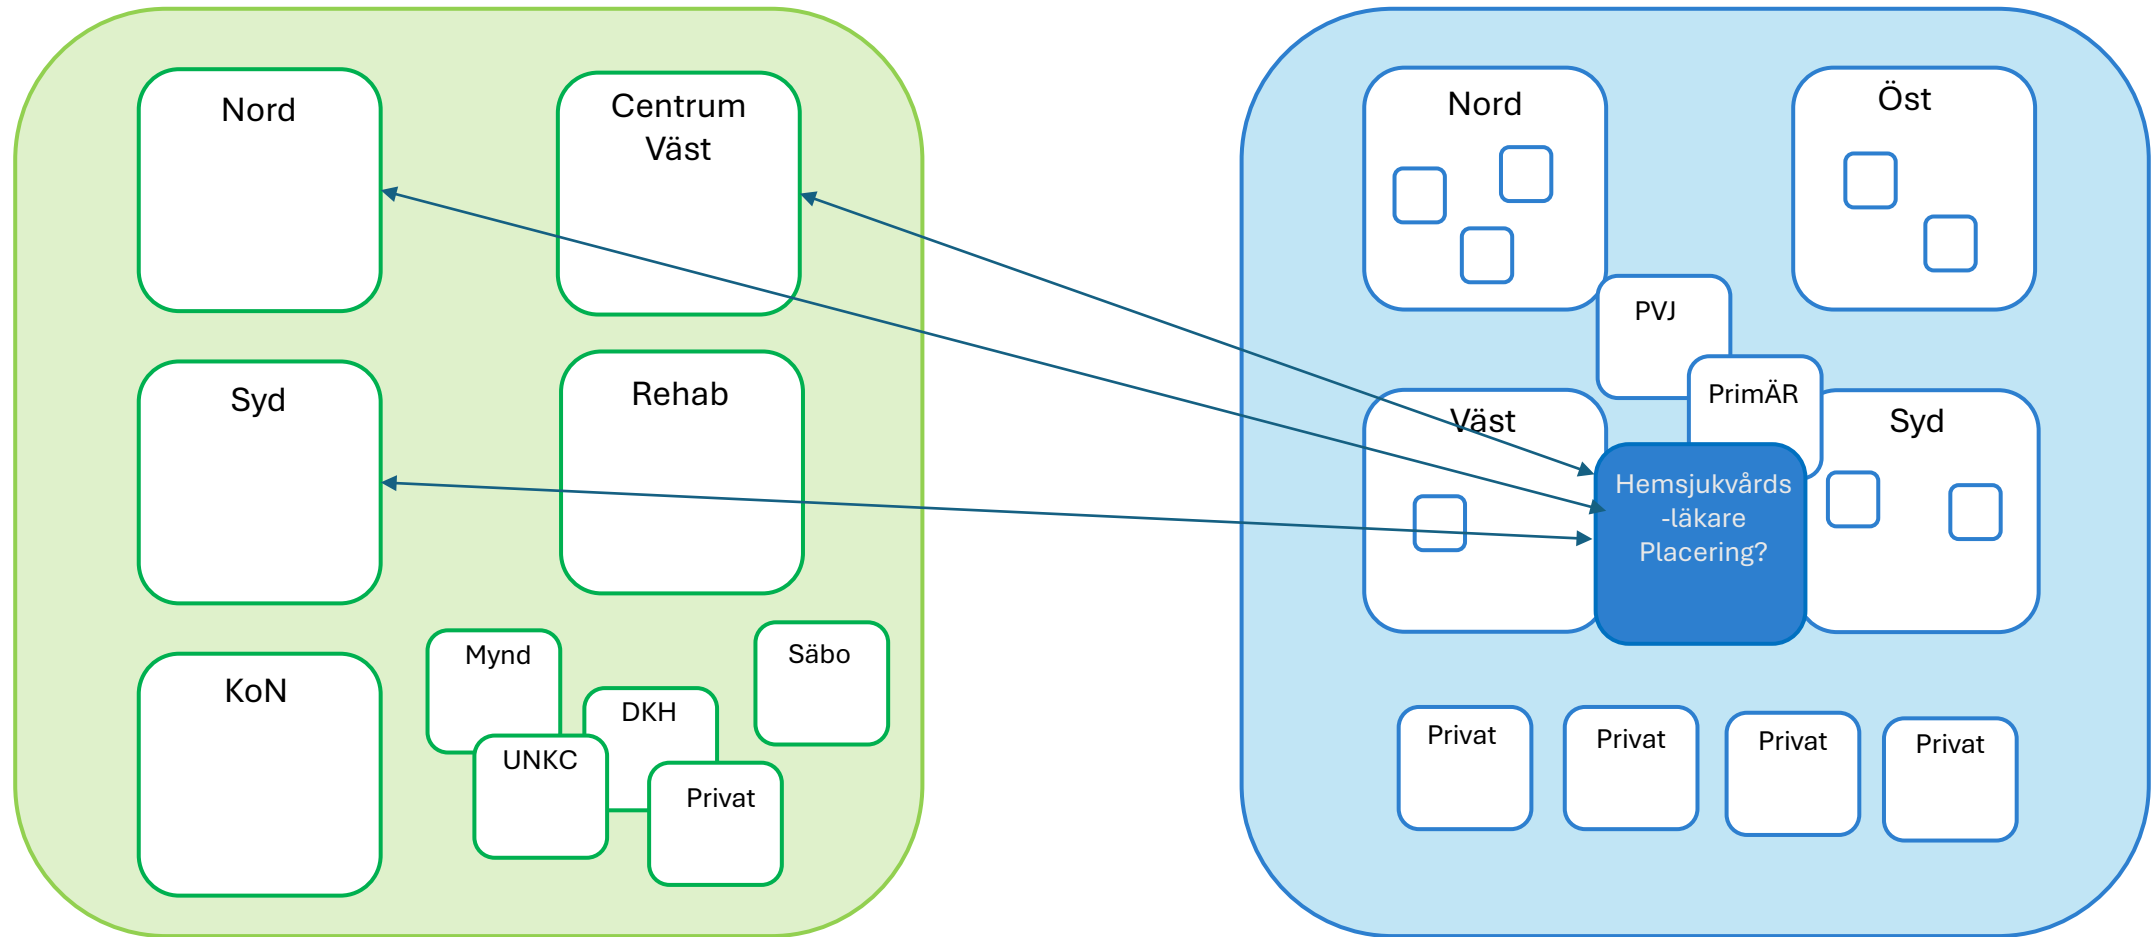 Nord
Centrum
Väst
Syd
Rehab
KoN
Mynd
DKH
UNKC
Privat
Säbo
Nord
Öst
PVJ
PrimÄR
Väst
Syd
Hemsjukvårds
-läkare
Placering?
Privat
Privat
Privat
Privat